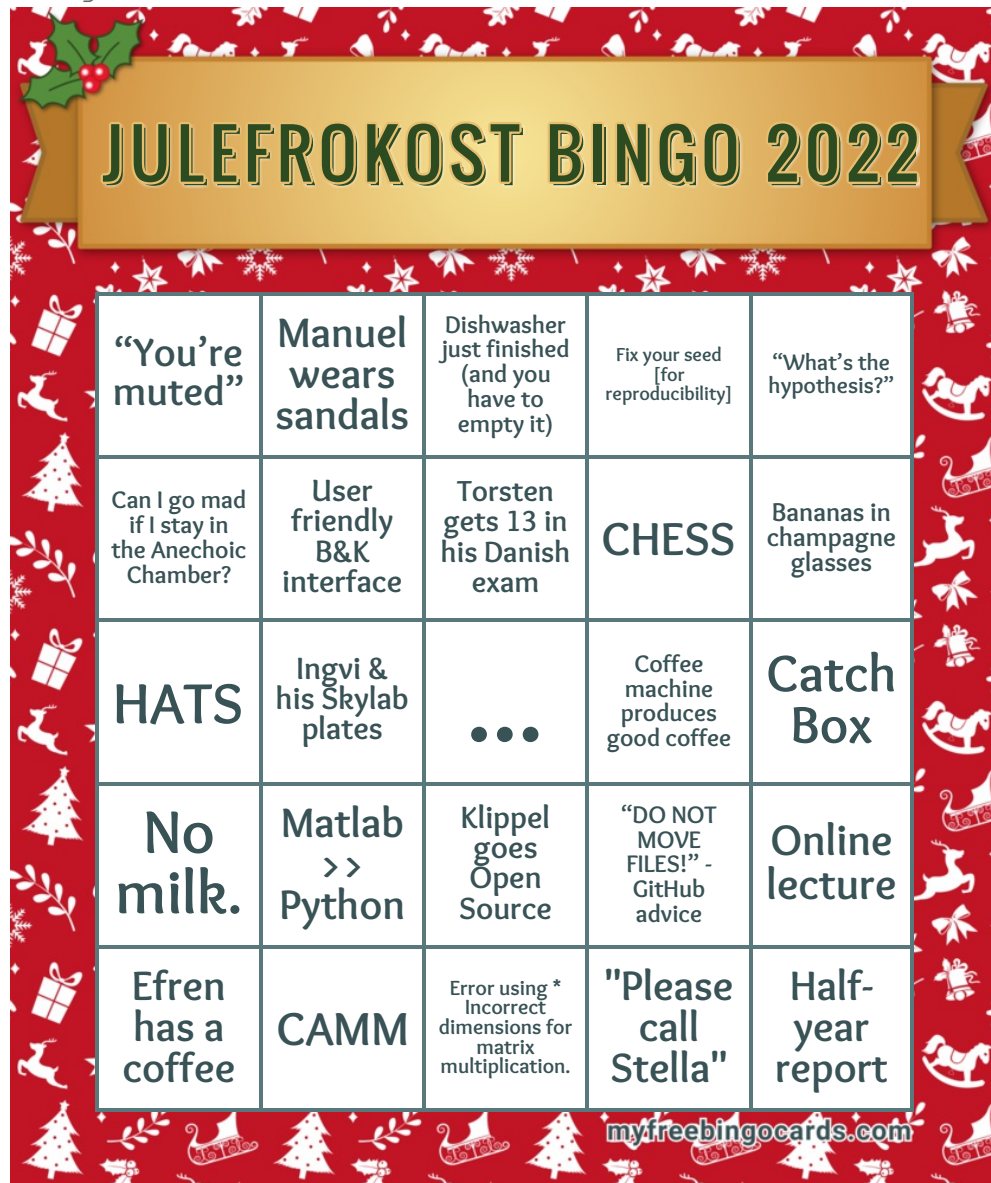 JULEFROKOST BINGO 2022
“You’re
muted”
Manuel
wears
sandals
Dishwasher
just finished
(and you
have to
empty it)
Fix your seed
[for
reproducibility]
“What’s the
hypothesis?”
Can I go mad
if I stay in
the Anechoic
Chamber?
User
friendly
B&K
interface
Torsten
gets 13 in
his Danish
exam
CHESS
Bananas in
champagne
glasses
HATS
Ingvi &
his Skylab
plates
...
Coffee
machine
produces
good coffee
Catch
Box
No
milk.
Matlab
>>
Python
Klippel
goes
Open
Source
“DO NOT
MOVE
FILES!” -
GitHub
advice
Online
lecture
Efren
has a
coffee
CAMM
Error using *
Incorrect
dimensions for
matrix
multiplication.
"Please
call
Stella"
Half-
year
report
myfreebingocards.com